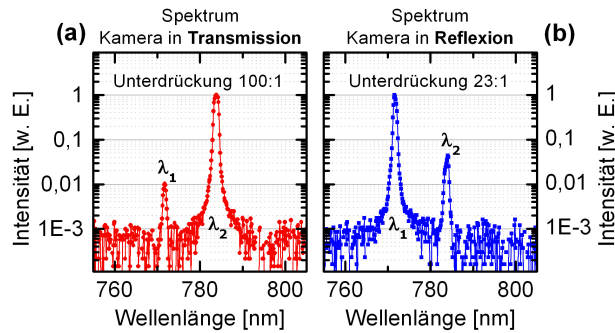 Spektrum
Kamera in Transmission
Spektrum
Kamera in Reflexion
(a)
(b)
Unterdrückung 100:1
Unterdrückung 23:1
Intensität [w. E.]
1
0,1
0,01
1E-3
λ1
λ2
λ1
λ2
1
0,1
0,01
1E-3
Intensität [w. E.]
760 780 800
760 780 800
Wellenlänge [nm]
Wellenlänge [nm]